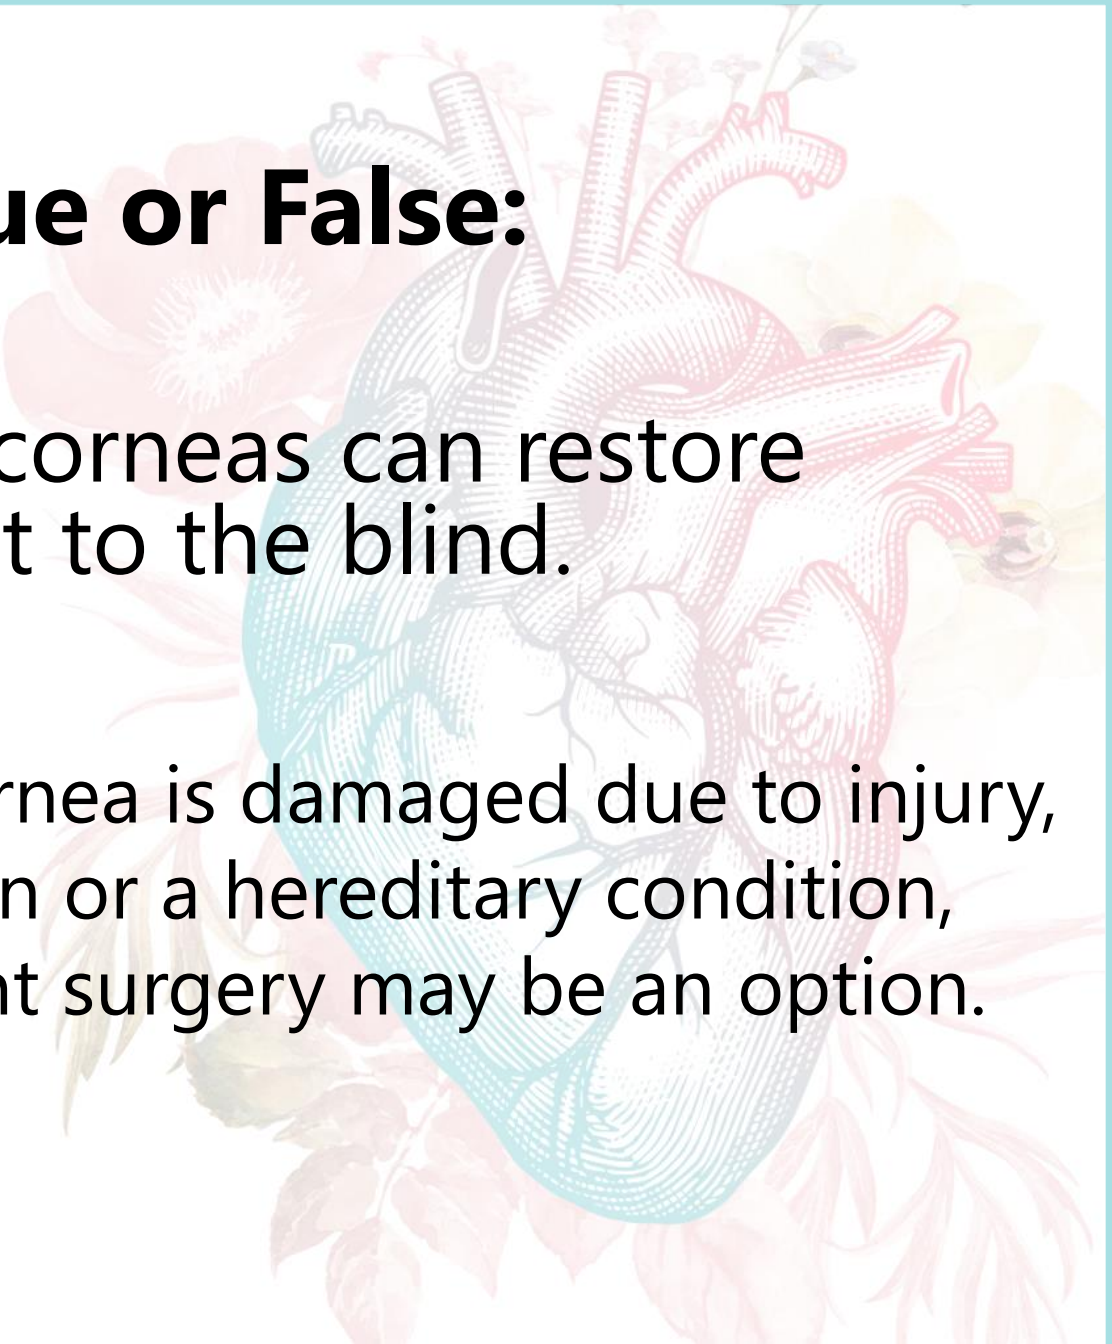 ue or False:
corneas can restore
t to the blind.
rnea is damaged due to injury,
n or a hereditary condition,
nt surgery may be an option.